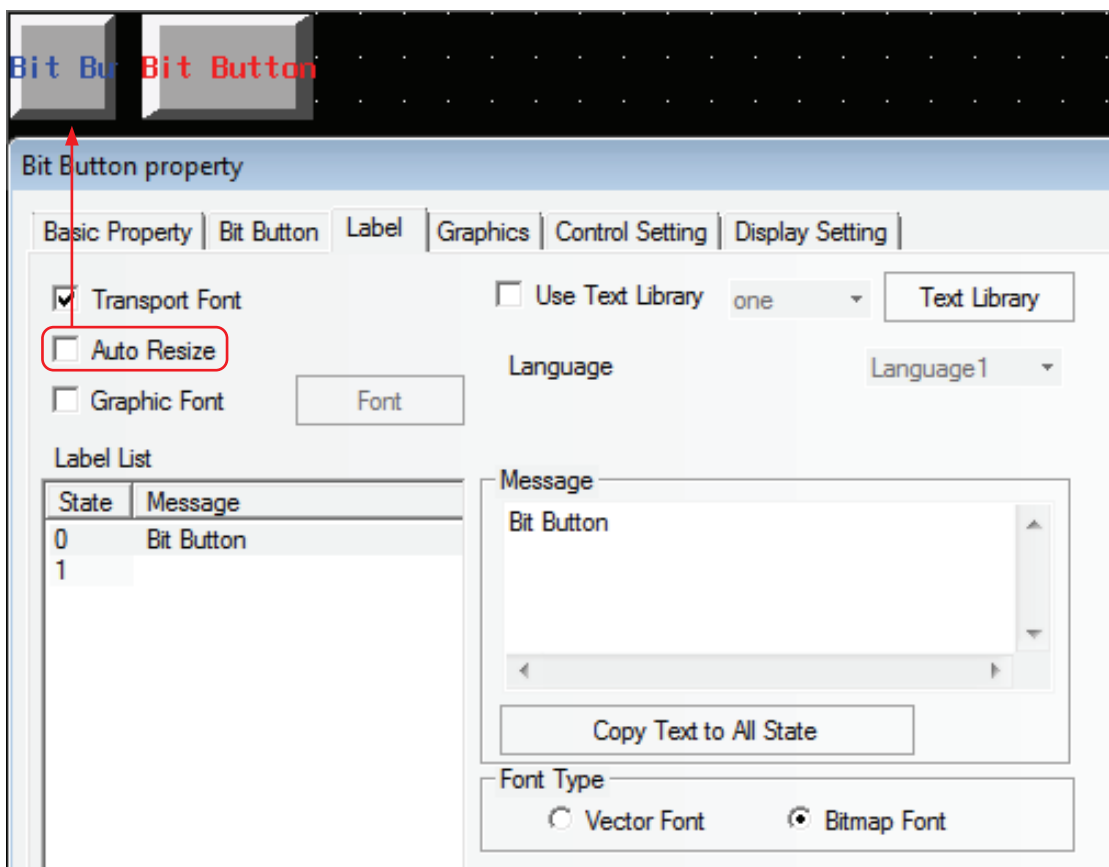 Bit Bu Bit Button
Bit Button property
Basic Property Bit Button Label Graphics Control Setting Display Setting
Transport Font Use Text Library one Text Library
Auto Resize
Language Language1
Graphic Font Font
Label List
Message
State Message
Bit Button
0 Bit Button
1
Copy Text to All State
Font Type
Vector Font Bitmap Font